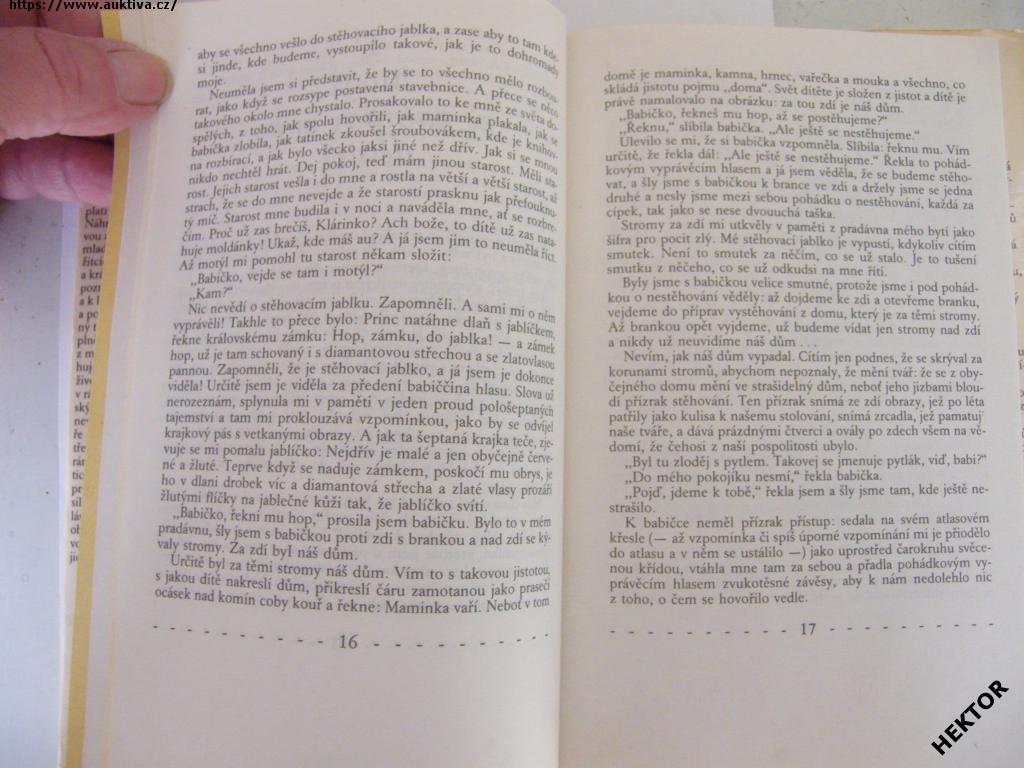 https://www.auktiva.cz/
aby se všechno vešlo do stěhovacího jablka, a zase aby to tam kde-
si jinde, kde budeme, vystoupilo takové, jak je to dohromady
moje.
Neuměla jsem si představit, že by se to všechno mělo rozbou-
rat, jako když se rozsype postavená stavebnice. A přece se něco
takového okolo mne chystalo. Prosakovalo to ke mně ze světa do-
spělých, z toho, jak spolu hovořili, jak maminka plakala, jak se
babička zlobila, jak tatínek zkoušel šroubovákem, kde je knihov-
na rozbírací, a jak bylo všecko jaksi jiné než dřív. Jak si se mnou
nikdo nechtěl hrát. Dej pokoj, teď mám jinou starost. Měli sta-
rost. Jejich starost vešla i do mne a rostla na větší a větší starost, až
strach, že se do mne nevejde a že starostí prasknu jak přefouknu-
tý míč. Starost mne budila i v noci a naváděla mne, ať se rozbre-
čím. Proč už zas brečíš, Klárinko? Ach bože, to dítě už zas nata-
huje moldánky! Ukaž, kde máš au? A já jsem jim to neuměla říct.
Až motýl mi pomohl tu starost někam složit:
„Babičko, vejde se tam i motýl?“
„Kam?“
Nic nevědí o stěhovacím jablku. Zapomněli. A sami mi o něm
vyprávěli! Takhle to přece bylo: Princ natáhne dlaň s jablíčkem,
řekne královskému zámku: Hop, zámku, do jablka! — a zámek
hop, už je tam schovaný i s diamantovou střechou a se zlatovlasou
pannou. Zapomněli, že je stěhovací jablko, a já jsem je dokonce
viděla! Určitě jsem je viděla za předení babiččina hlasu. Slova už
nerozeznám, splynula mi v paměti v jeden proud pološeptaných
tajemství a tam mi proklouzává vzpomínkou, jako by se odvíjel
krajkový pás s vetkanými obrazy. A jak ta šeptaná krajka teče, zje-
vuje se mi pomalu jablíčko: Nejdřív je malé a jen obyčejně červe-
né a žluté. Teprve když se naduje zámkem, poskočí mu obrys, je
ho v dlani drobek víc a diamantová střecha a zlaté vlasy prozáří
žlutými flíčky na jablečné kůži tak, že jablíčko svítí.
„Babičko, řekni mu hop,“ prosila jsem babičku. Bylo to v mém
pradávnu, šly jsem s babičkou proti zdi s brankou a nad zdí se ký-
valy stromy. Za zdí byl náš dům.
Určitě byl za těmi stromy náš dům. Vím to s takovou jistotou,
s jakou dítě nakreslí dům, přikreslí čáru zamotanou jako prasečí
ocásek nad komín coby kouř a řekne: Maminka vaří. Neboť v tom
16
domě je maminka, kamna, hrnec, vařečka a mouka a všechno, co
skládá jistotu pojmu „doma“. Svět dítěte je složen z jistot a dítě je
právě namalovalo na obrázku: za tou zdí je náš dům.
„Babičko, řekneš mu hop, až se postěhujeme?“
„Řeknu,“ slíbila babička. „Ale ještě se nestěhujeme.“
Ulevilo se mi, že si babička vzpomněla. Slíbila: řeknu mu. Vím
určitě, že řekla dál: „Ale ještě se nestěhujeme.“ Řekla to pohád-
kovým vyprávěcím hlasem a já jsem věděla, že se budeme stěho-
vat, a šly jsme s babičkou k brance ve zdi a držely jsme se jedna
druhé a nesly jsme mezi sebou pohádku o nestěhování, každá za
cípek, tak jako se nese dvouuchá taška.
Stromy za zdí mi utkvěly v paměti z pradávna mého bytí jako
šifra pro pocit zlý. Mé stěhovací jablko je vypustí, kdykoliv cítím
smutek. Není to smutek za něčím, co se už stalo. Je to tušení
smutku z něčeho, co se už odkudsi na mne řítí.
Byly jsme s babičkou velice smutné, protože jsme i pod pohád-
kou o nestěhování věděly: až dojdeme ke zdi a otevřeme branku,
vejdeme do příprav vystěhování z domu, který je za těmi stromy.
Až brankou opět vyjdeme, už budeme vídat jen stromy nad zdí
a nikdy už neuvidíme náš dům . . .
Nevím, jak náš dům vypadal. Cítím jen podnes, že se skrýval za
korunami stromů, abychom nepoznaly, že mění tvář: že se z oby-
čejného domu mění ve strašidelný dům, neboť jeho jizbami blou-
dí přízrak stěhování. Ten přízrak snímá ze zdí obrazy, jež po léta
patřily jako kulisa k našemu stolování, snímá zrcadla, jež pamatují
naše tváře, a dává prázdnými čtverci a ovály po zdech všem na vě-
domí, že čehosi z naší pospolitosti ubylo.
„Byl tu zloděj s pytlem. Takovej se jmenuje pytlák, viď, babi?“
„Do mého pokojíku nesmí,“ řekla babička.
„Pojď, jdeme k tobě,“ řekla jsem a šly jsme tam, kde ještě ne-
strašilo.
K babičce neměl přízrak přístup: sedala na svém atlasovém
křesle (— až vzpomínka či spíš úporné vzpomínání mi je přiodělo
do atlasu a v něm se ustálilo —) jako uprostřed čarokruhu svěce-
nou křídou, vtáhla mne tam za sebou a předla pohádkovým vy-
právěcím hlasem zvukotěsné závěsy, aby k nám nedolehlo nic
z toho, o čem se hovořilo vedle.
17
HEKTOR